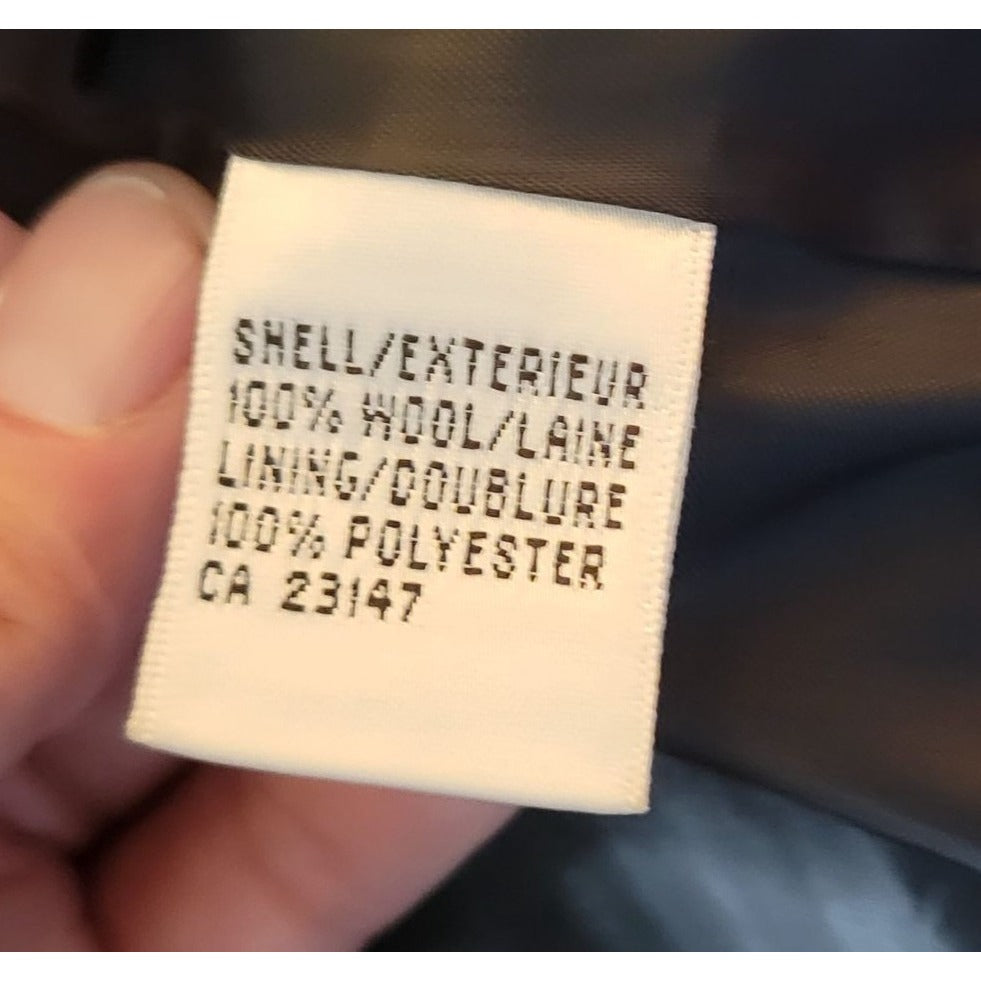 SHELL/EXTERIEUR
100% WOOL/LAINE
LINING/DOUBLURE
100% POLYESTER
CA 23147